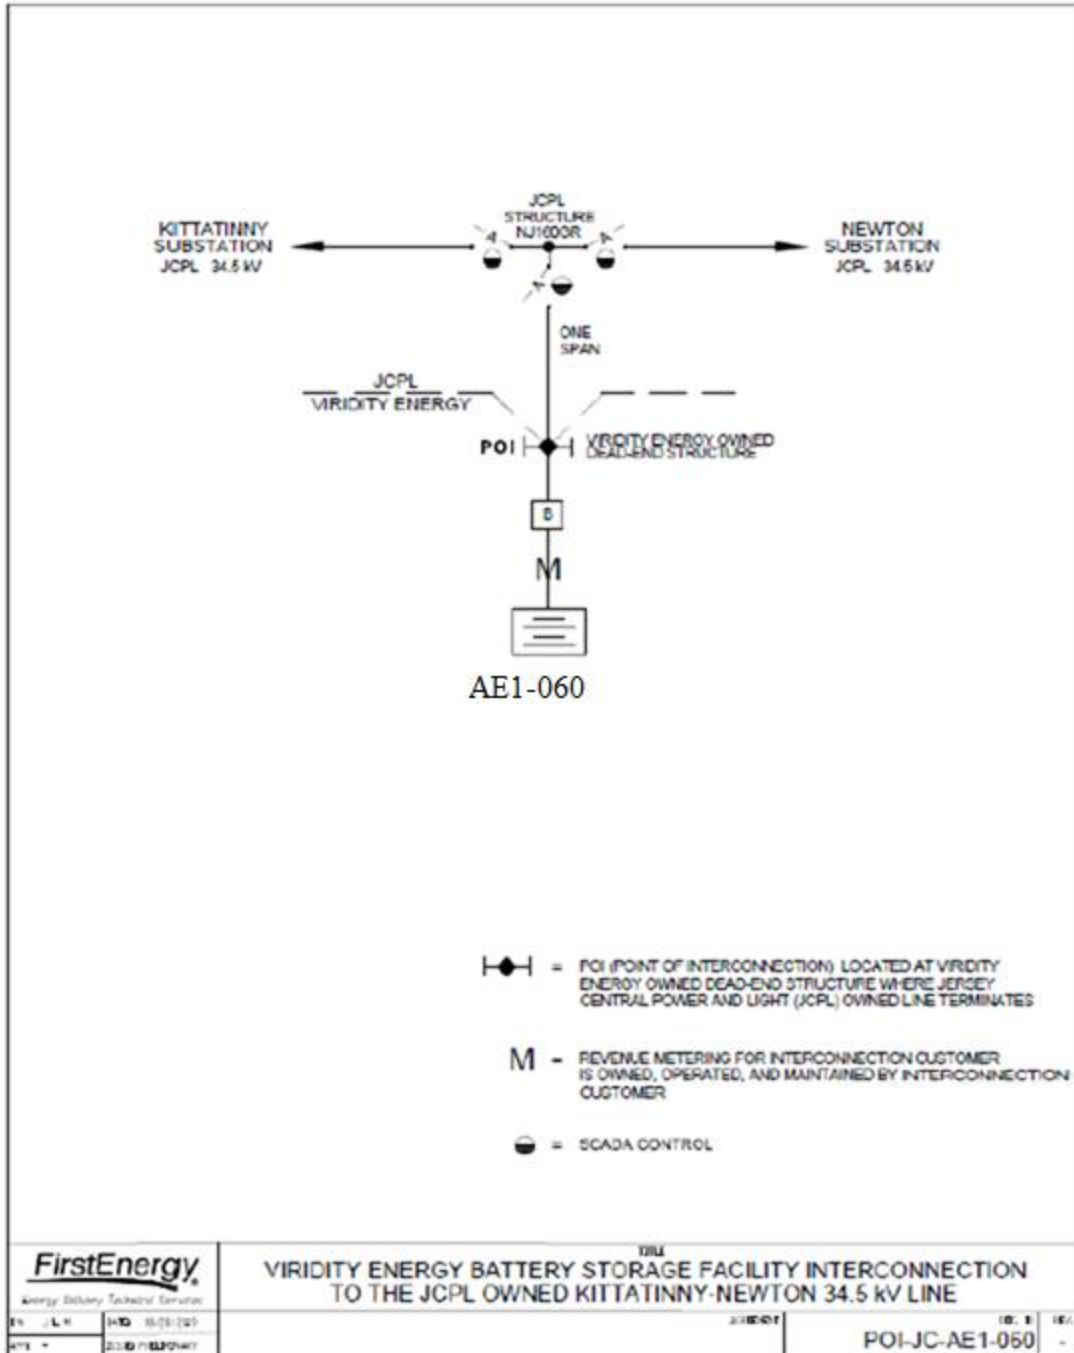 JCPL
STRUCTURE
KITTATINNY
SUBSTATION
JCPL 34.5 kV
A
A
A
NEWTON
SUBSTATION
JCPL 34.5 kV
ONE
SPAN
JCPL
VIRIDITY ENERGY
POI
VIRIDITY ENERGY OWNED
DEAD-END STRUCTURE
B
M
AE1-060
= POI (POINT OF INTERCONNECTION) LOCATED AT VIRIDITY
ENERGY OWNED DEAD-END STRUCTURE WHERE JERSEY
CENTRAL POWER AND LIGHT (JCPL) OWNED LINE TERMINATES
M = REVENUE METERING FOR INTERCONNECTION CUSTOMER
IS OWNED, OPERATED, AND MAINTAINED BY INTERCONNECTION
CUSTOMER
= SCADA CONTROL
FirstEnergy
Energy Delivery Technical Services
TITLE
VIRIDITY ENERGY BATTERY STORAGE FACILITY INTERCONNECTION
TO THE JCPL OWNED KITTATINNY-NEWTON 34.5 kV LINE
POI-JC-AE1-060
-